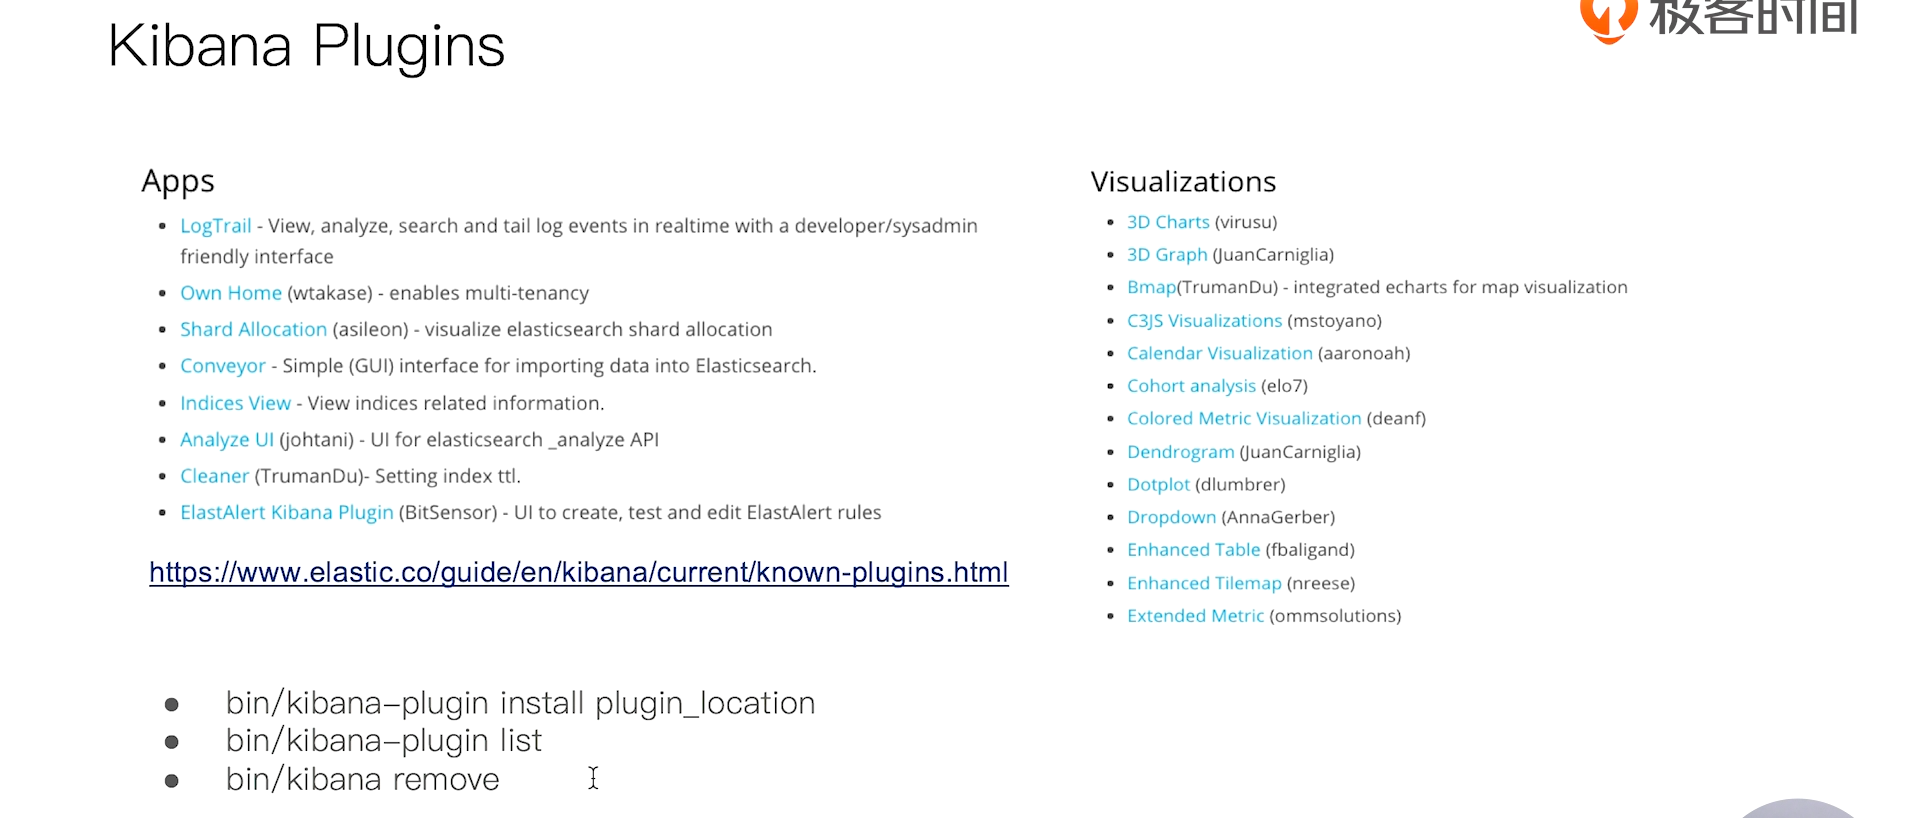 Kibana Plugins
极客时间
Apps
• LogTrail - View, analyze, search and tail log events in realtime with a developer/sysadmin
friendly interface
• Own Home (wtakase) - enables multi-tenancy
• Shard Allocation (asileon) - visualize elasticsearch shard allocation
• Conveyor - Simple (GUI) interface for importing data into Elasticsearch.
• Indices View - View indices related information.
• Analyze UI (johtani) - UI for elasticsearch _analyze API
• Cleaner (TrumanDu)- Setting index ttl.
• ElastAlert Kibana Plugin (BitSensor) - UI to create, test and edit ElastAlert rules
https://www.elastic.co/guide/en/kibana/current/known-plugins.html
Visualizations
• 3D Charts (virusu)
• 3D Graph (JuanCarniglia)
• Bmap(TrumanDu) - integrated echarts for map visualization
• C3JS Visualizations (mstoyano)
• Calendar Visualization (aaronoah)
• Cohort analysis (elo7)
• Colored Metric Visualization (deanf)
• Dendrogram (JuanCarniglia)
• Dotplot (dlumbrer)
• Dropdown (AnnaGerber)
• Enhanced Table (fbaligand)
• Enhanced Tilemap (nreese)
• Extended Metric (ommsolutions)
• bin/kibana-plugin install plugin_location
• bin/kibana-plugin list
• bin/kibana remove